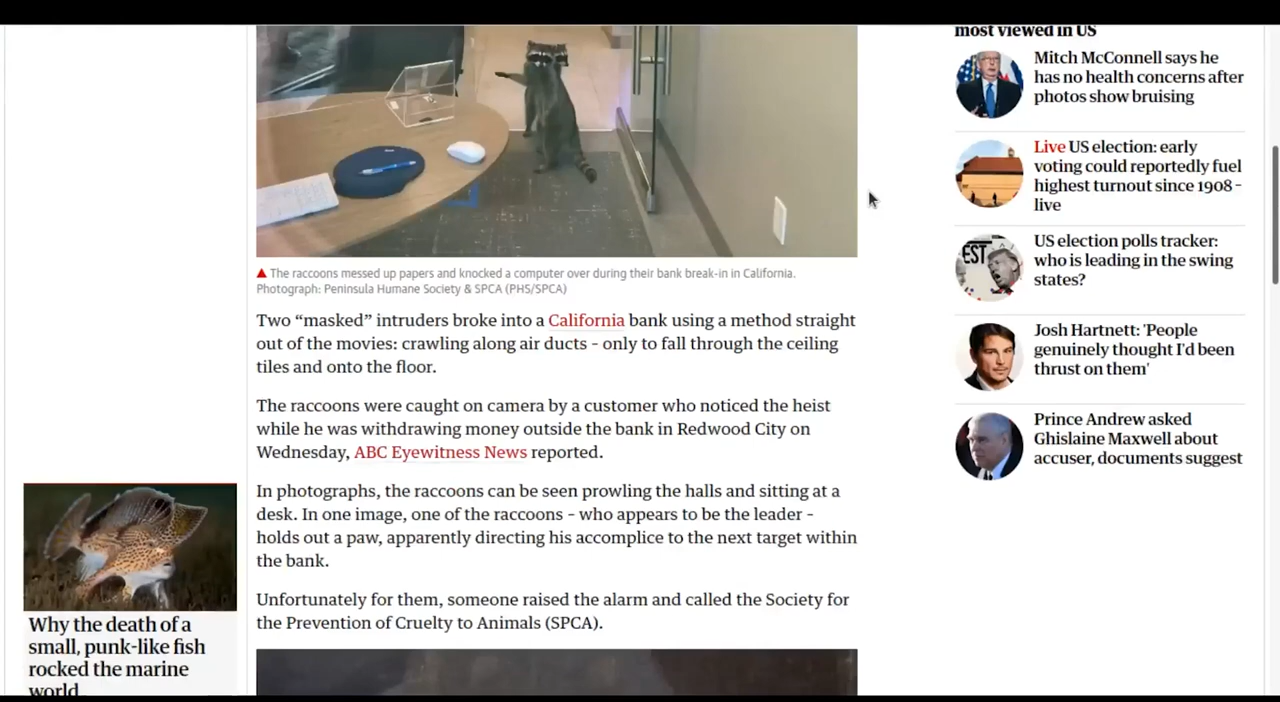 most viewed in US
Mitch McConnell says he
has no health concerns after
photos show bruising
Live US election: early
voting could reportedly fuel
highest turnout since 1908 –
live
EST
US election polls tracker:
who is leading in the swing
states?
Josh Hartnett: 'People
genuinely thought I'd been
thrust on them'
Prince Andrew asked
Ghislaine Maxwell about
accuser, documents suggest
The raccoons messed up papers and knocked a computer over during their bank break-in in California.
Photograph: Peninsula Humane Society & SPCA (PHS/SPCA)
Two “masked” intruders broke into a California bank using a method straight
out of the movies: crawling along air ducts – only to fall through the ceiling
tiles and onto the floor.
The raccoons were caught on camera by a customer who noticed the heist
while he was withdrawing money outside the bank in Redwood City on
Wednesday, ABC Eyewitness News reported.
In photographs, the raccoons can be seen prowling the halls and sitting at a
desk. In one image, one of the raccoons – who appears to be the leader –
holds out a paw, apparently directing his accomplice to the next target within
the bank.
Unfortunately for them, someone raised the alarm and called the Society for
the Prevention of Cruelty to Animals (SPCA).
Why the death of a
small, punk-like fish
rocked the marine
world